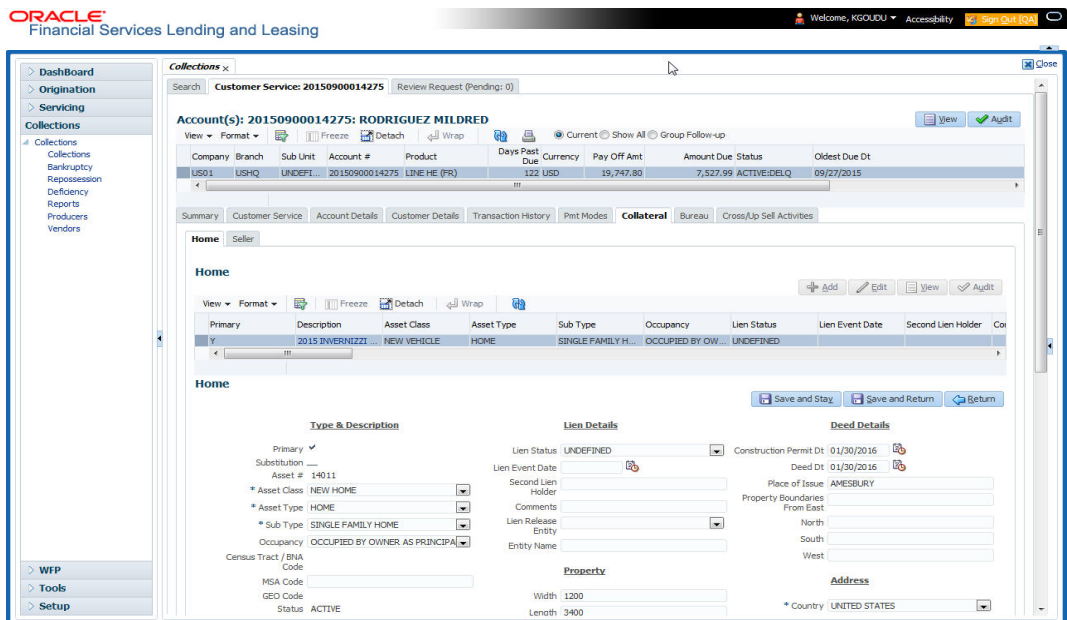 ORACLE
Financial Services Lending and Leasing
Welcome, KGOUDU Accessibility Sign Out [QA]
Close
DashBoard
Origination
Servicing
Collections
Collections
Collections
Bankruptcy
Repossession
Deficiency
Reports
Producers
Vendors
WFP
Tools
Setup
Collections x
Search Customer Service: 20150900014275 Review Request (Pending: 0)
Account(s): 20150900014275: RODRIGUEZ MILDRED
View Audit
View Format Freeze Detach Wrap Current Show All Group Follow-up
Company Branch Sub Unit Account # Product Days Past Due Currency Pay Off Amt Amount Due Status Oldest Due Dt
US01 USHQ UNDEFI... 20150900014275 LINE HE (FR) 122 USD 19,747.80 7,527.99 ACTIVE:DELQ 09/27/2015
Summary Customer Service Account Details Customer Details Transaction History Pmt Modes Collateral Bureau Cross/Up Sell Activities
Home Seller
Home
Add Edit View Audit
View Format Freeze Detach Wrap
Primary Description Asset Class Asset Type Sub Type Occupancy Lien Status Lien Event Date Second Lien Holder Co
Y 2015 INVERNIZZI ... NEW VEHICLE HOME SINGLE FAMILY H... OCCUPIED BY OW... UNDEFINED
Home
Save and Stay Save and Return Return
Type & Description
Primary
Substitution
Asset # 14011
* Asset Class NEW HOME
* Asset Type HOME
* Sub Type SINGLE FAMILY HOME
Occupancy OCCUPIED BY OWNER AS PRINCIPA
Census Tract / BNA Code
MSA Code
GEO Code
Status ACTIVE
Lien Details
Lien Status UNDEFINED
Lien Event Date
Second Lien Holder
Comments
Lien Release Entity
Entity Name
Property
Width 1200
Length 3400
Deed Details
Construction Permit Dt 01/30/2016
Deed Dt 01/30/2016
Place of Issue AMESBURY
Property Boundaries From East
North
South
West
Address
* Country UNITED STATES